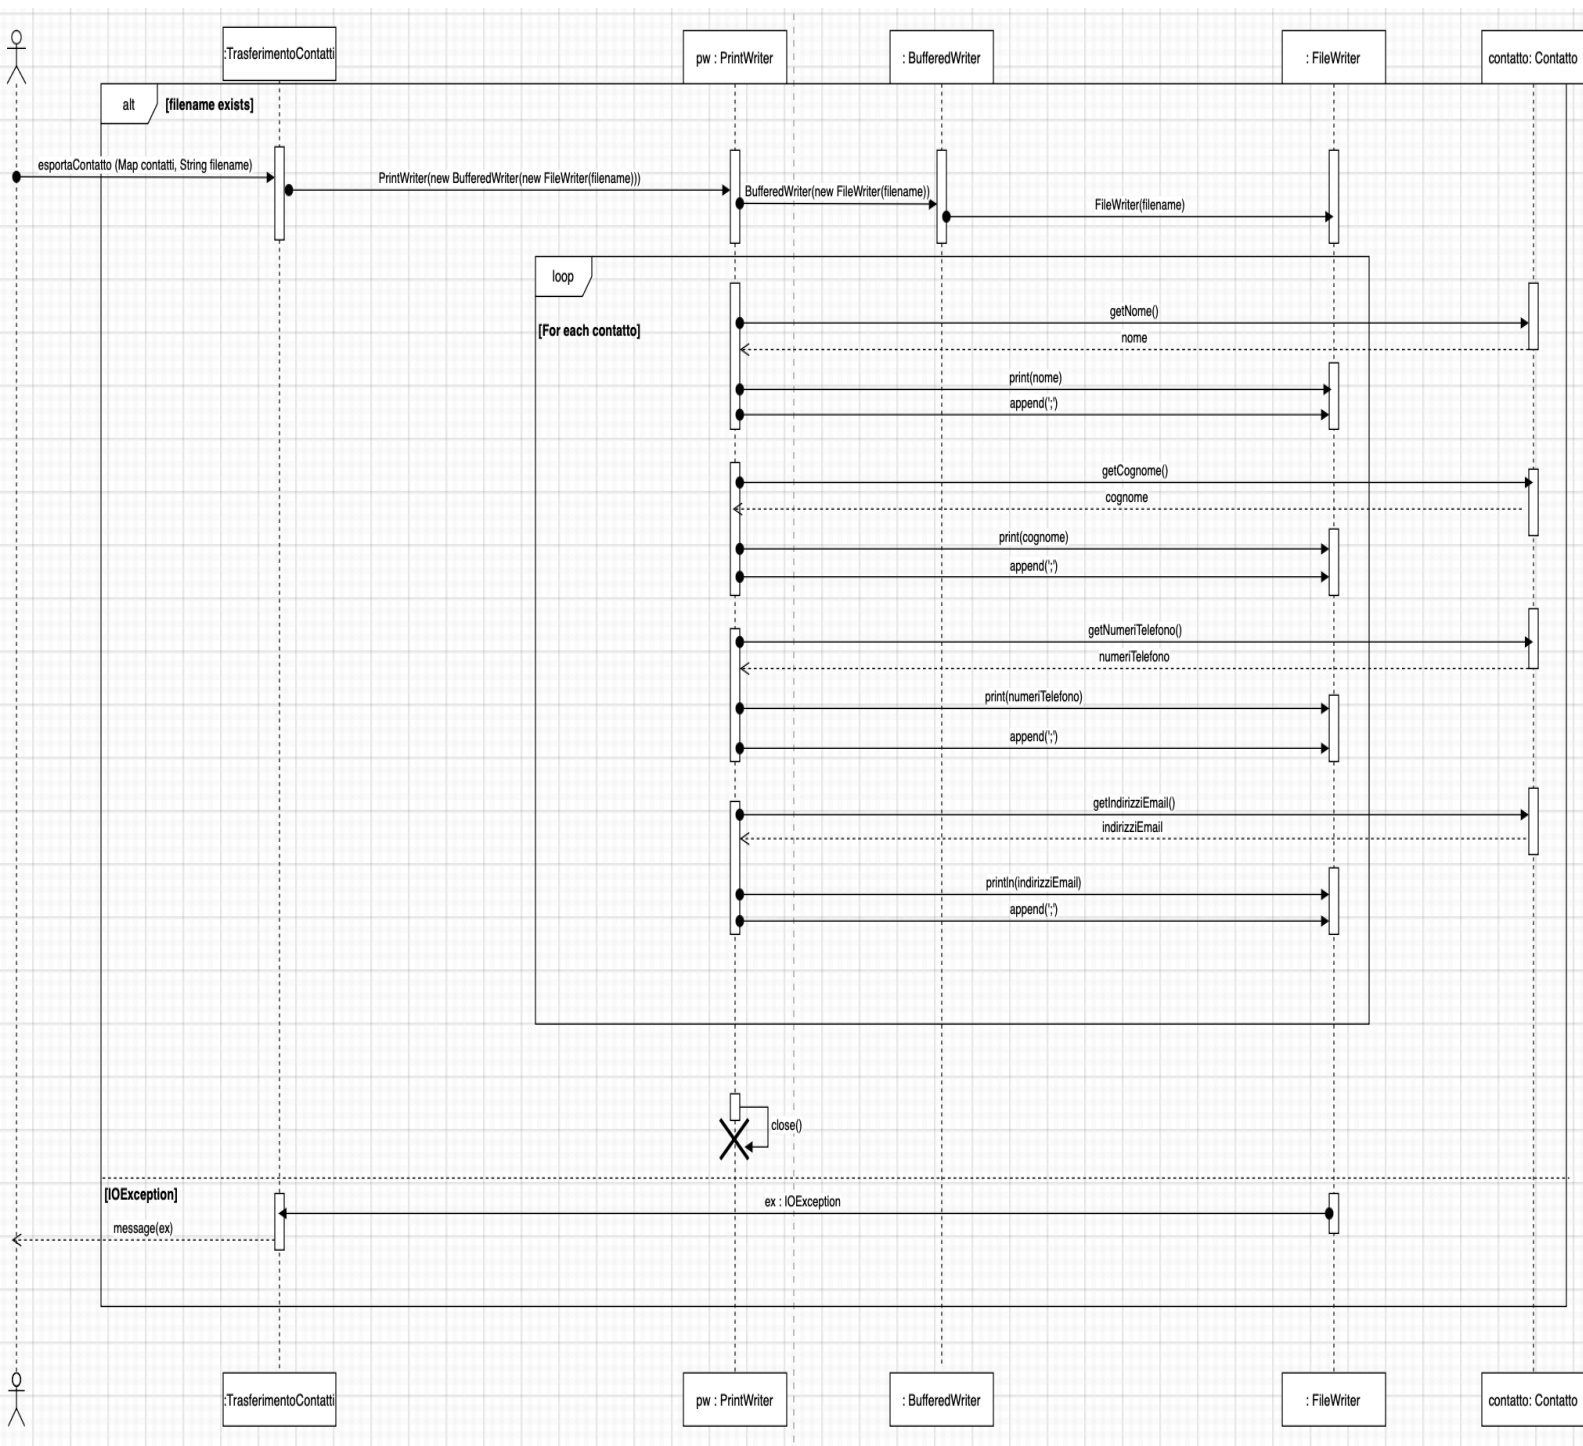 :TrasferimentoContatti
pw : PrintWriter
: BufferedWriter
: FileWriter
contatto: Contatto
alt
[filename exists]
esportaContatto (Map contatti, String filename)
PrintWriter(new BufferedWriter(new FileWriter(filename)))
BufferedWriter(new FileWriter(filename))
FileWriter(filename)
loop
[For each contatto]
getNome()
nome
print(nome)
append(';')
getCognome()
cognome
print(cognome)
append(';')
getNumeriTelefono()
numeriTelefono
print(numeriTelefono)
append(';')
getIndirizziEmail()
indirizziEmail
println(indirizziEmail)
append(';')
close()
[IOException]
ex : IOException
message(ex)
:TrasferimentoContatti
pw : PrintWriter
: BufferedWriter
: FileWriter
contatto: Contatto